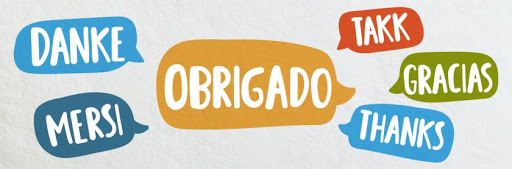 DANKE
MERSI
OBRIGADO
TAKK
GRACIAS
THANKS